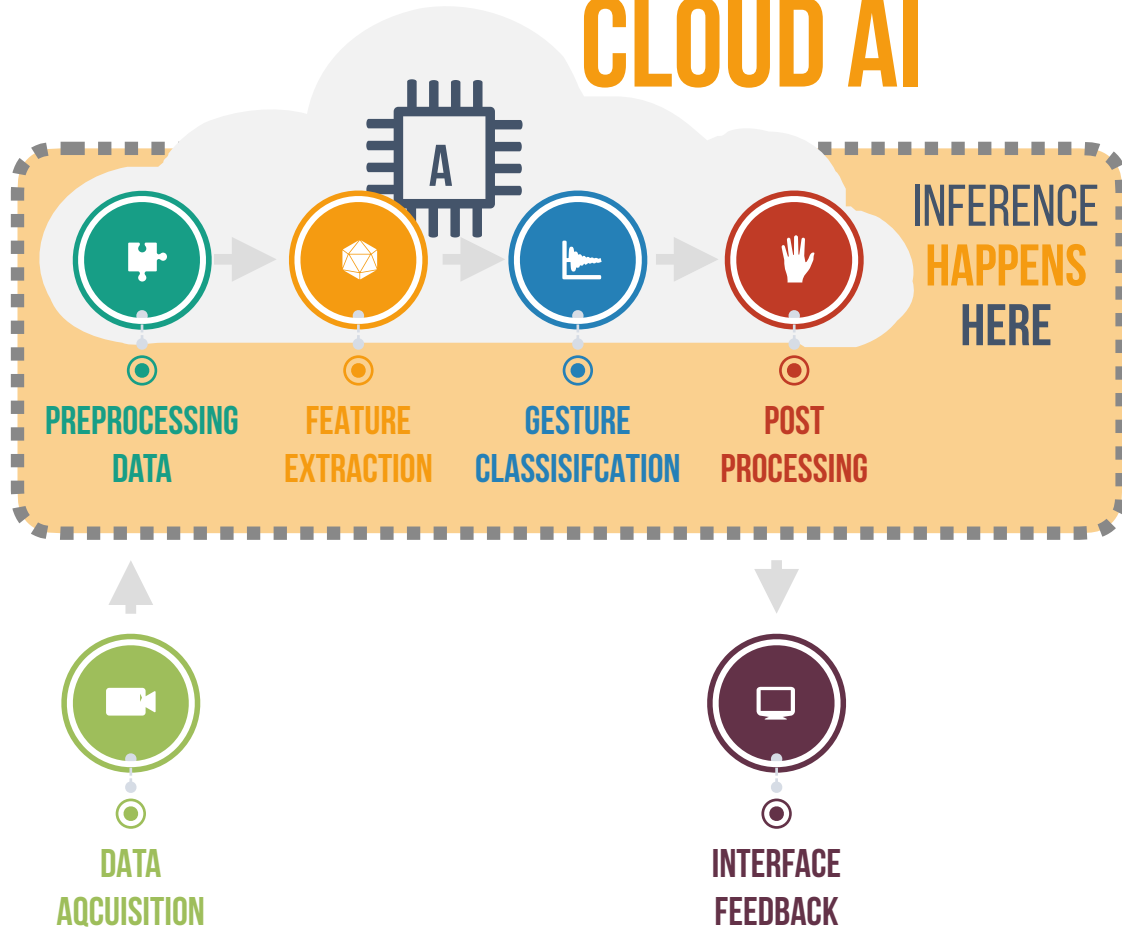 CLOUD AI
A
INFERENCE
HAPPENS
HERE
PREPROCESSING
DATA
FEATURE
EXTRACTION
GESTURE
CLASSISIFCATION
POST
PROCESSING
DATA
AQCUISITION
INTERFACE
FEEDBACK